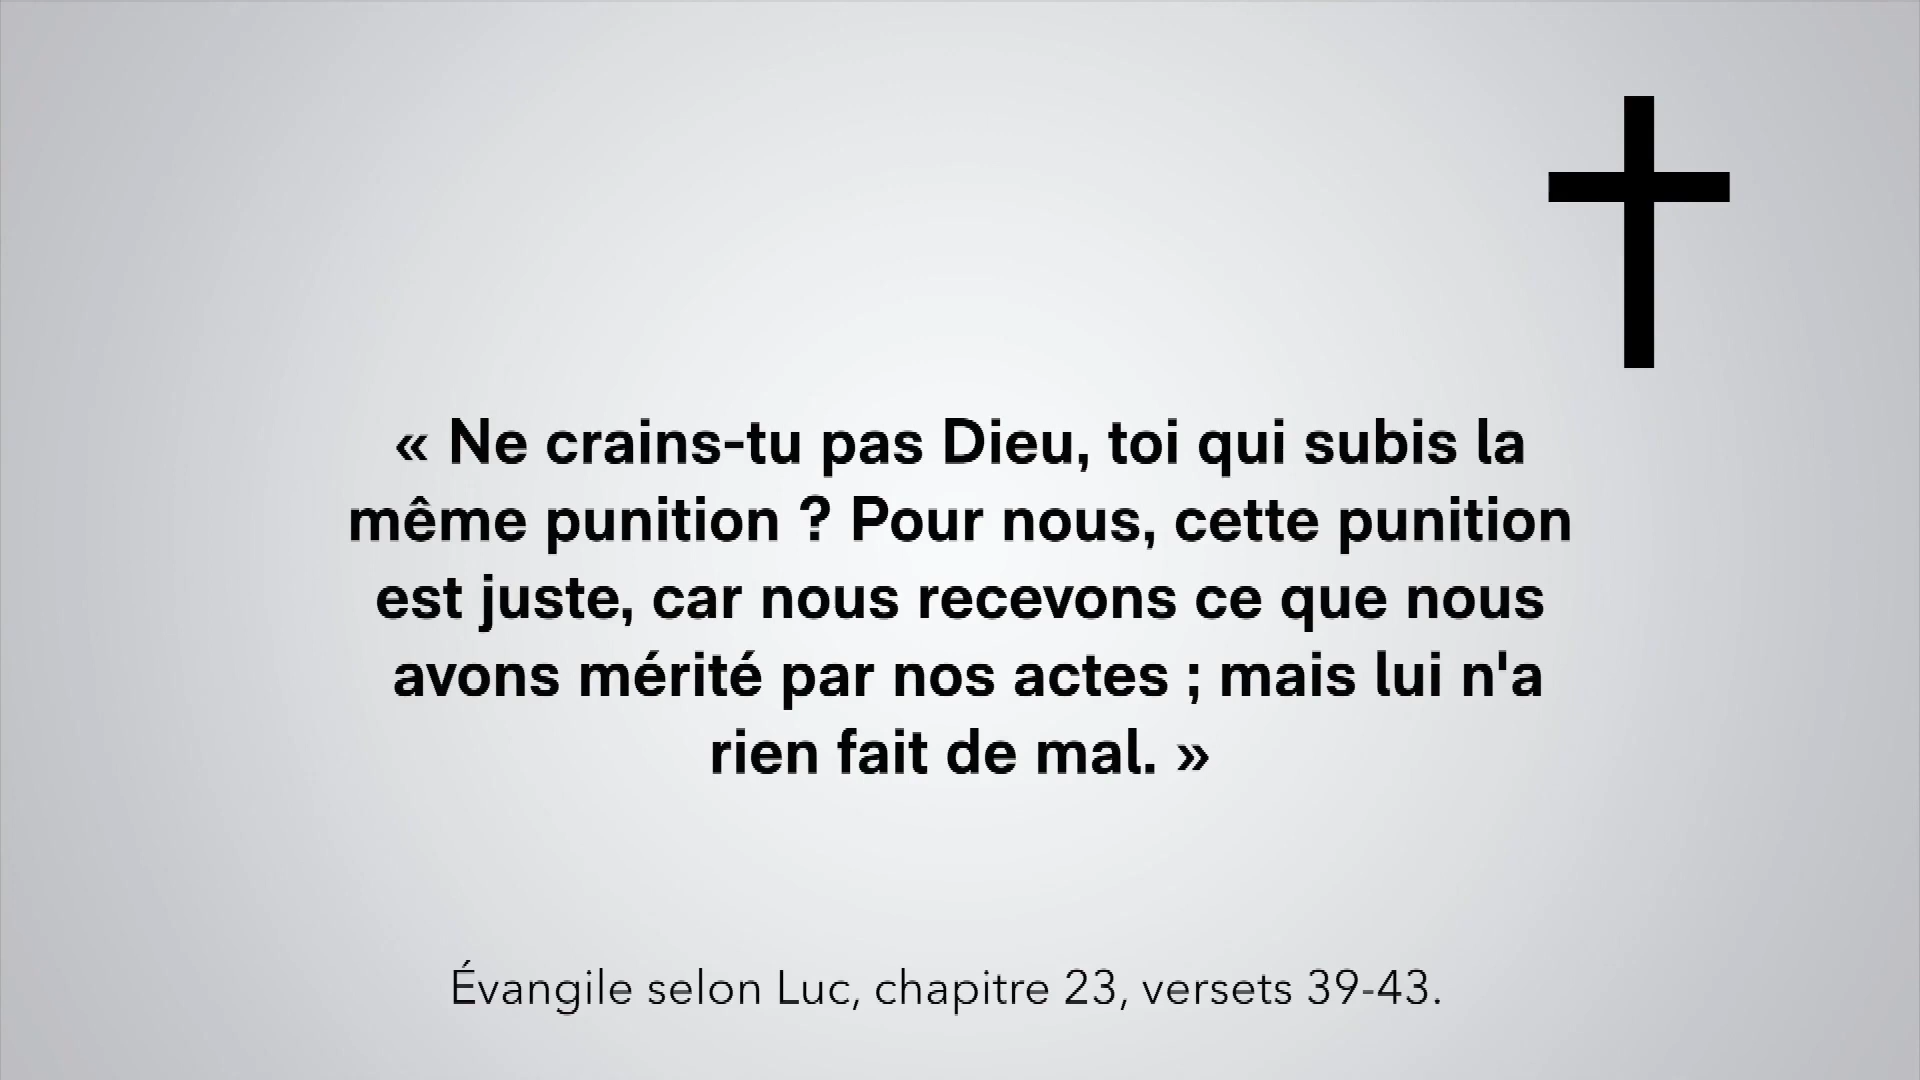 « Ne crains-tu pas Dieu, toi qui subis la
même punition ? Pour nous, cette punition
est juste, car nous recevons ce que nous
avons mérité par nos actes ; mais lui n'a
rien fait de mal. »
Évangile selon Luc, chapitre 23, versets 39-43.